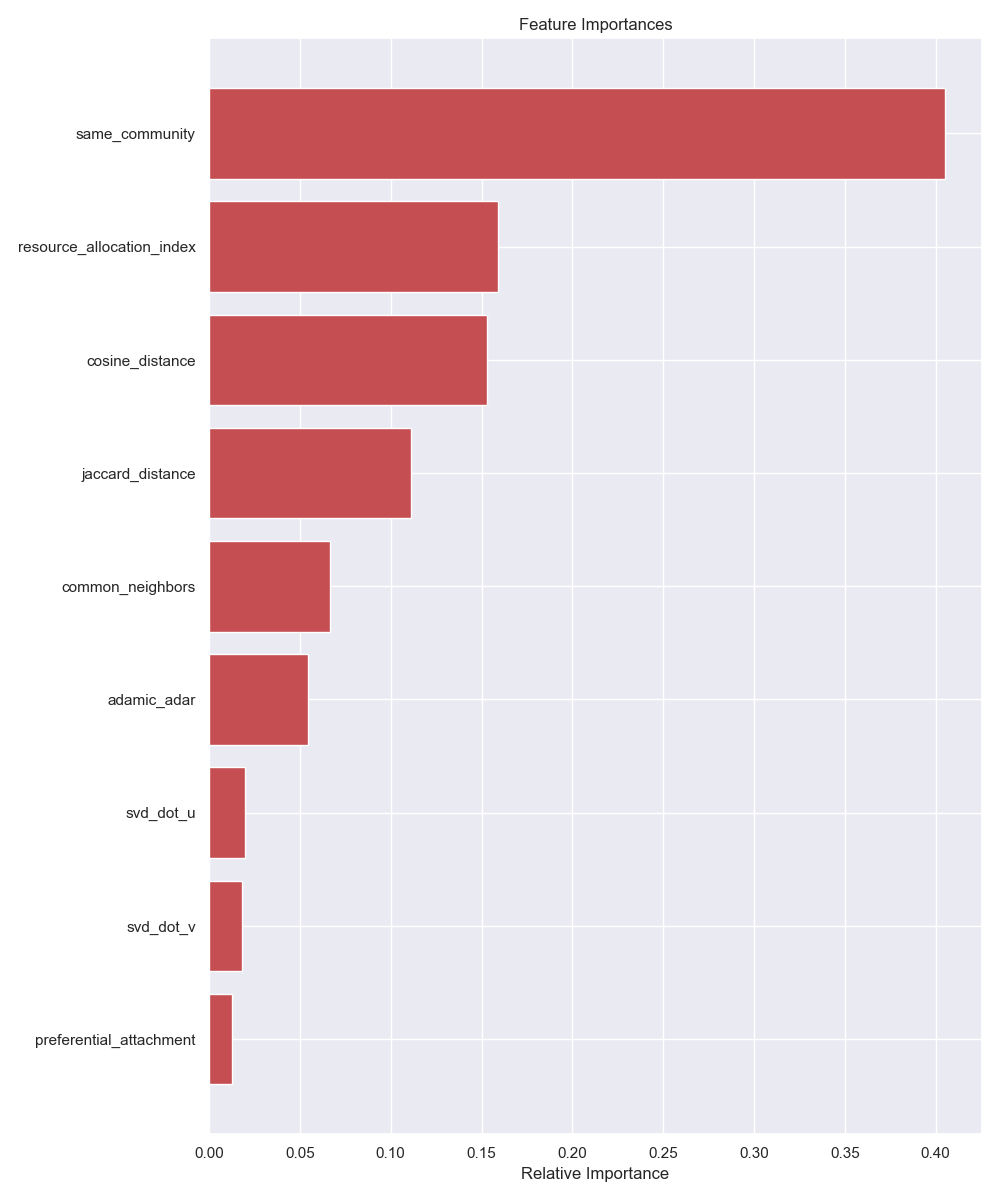 Feature Importances
same_community
resource_allocation_index
cosine_distance
jaccard_distance
common_neighbors
adamic_adar
svd_dot_u
svd_dot_v
preferential_attachment
0.00 0.05 0.10 0.15 0.20 0.25 0.30 0.35 0.40
Relative Importance